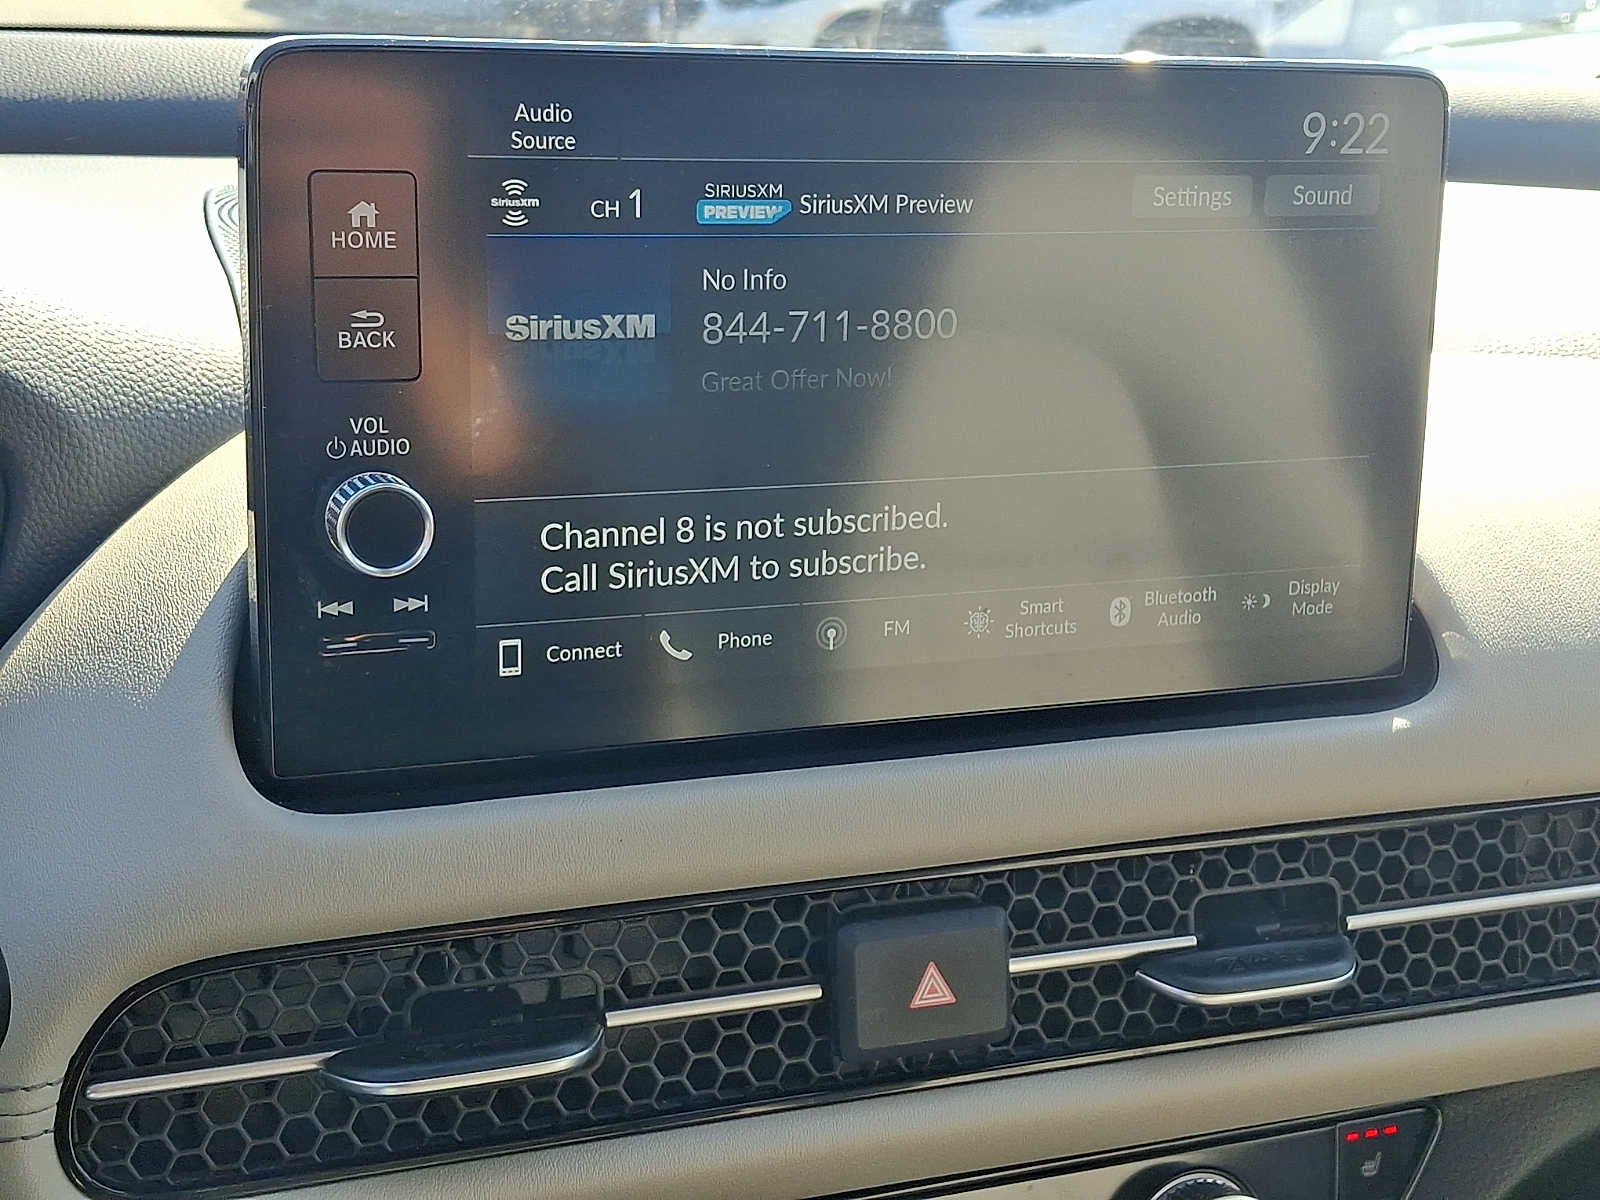 Audio
Source
9:22
HOME
SiriusXm
CH 1
SIRIUSXM
PREVIEW
SiriusXM Preview
Settings
Sound
No Info
SiriusXM
844-711-8800
BACK
Great Offer Now!
VOL
AUDIO
Channel 8 is not subscribed.
Call SiriusXM to subscribe.
Connect
Phone
FM
Smart
Shortcuts
Bluetooth
Audio
Display
Mode